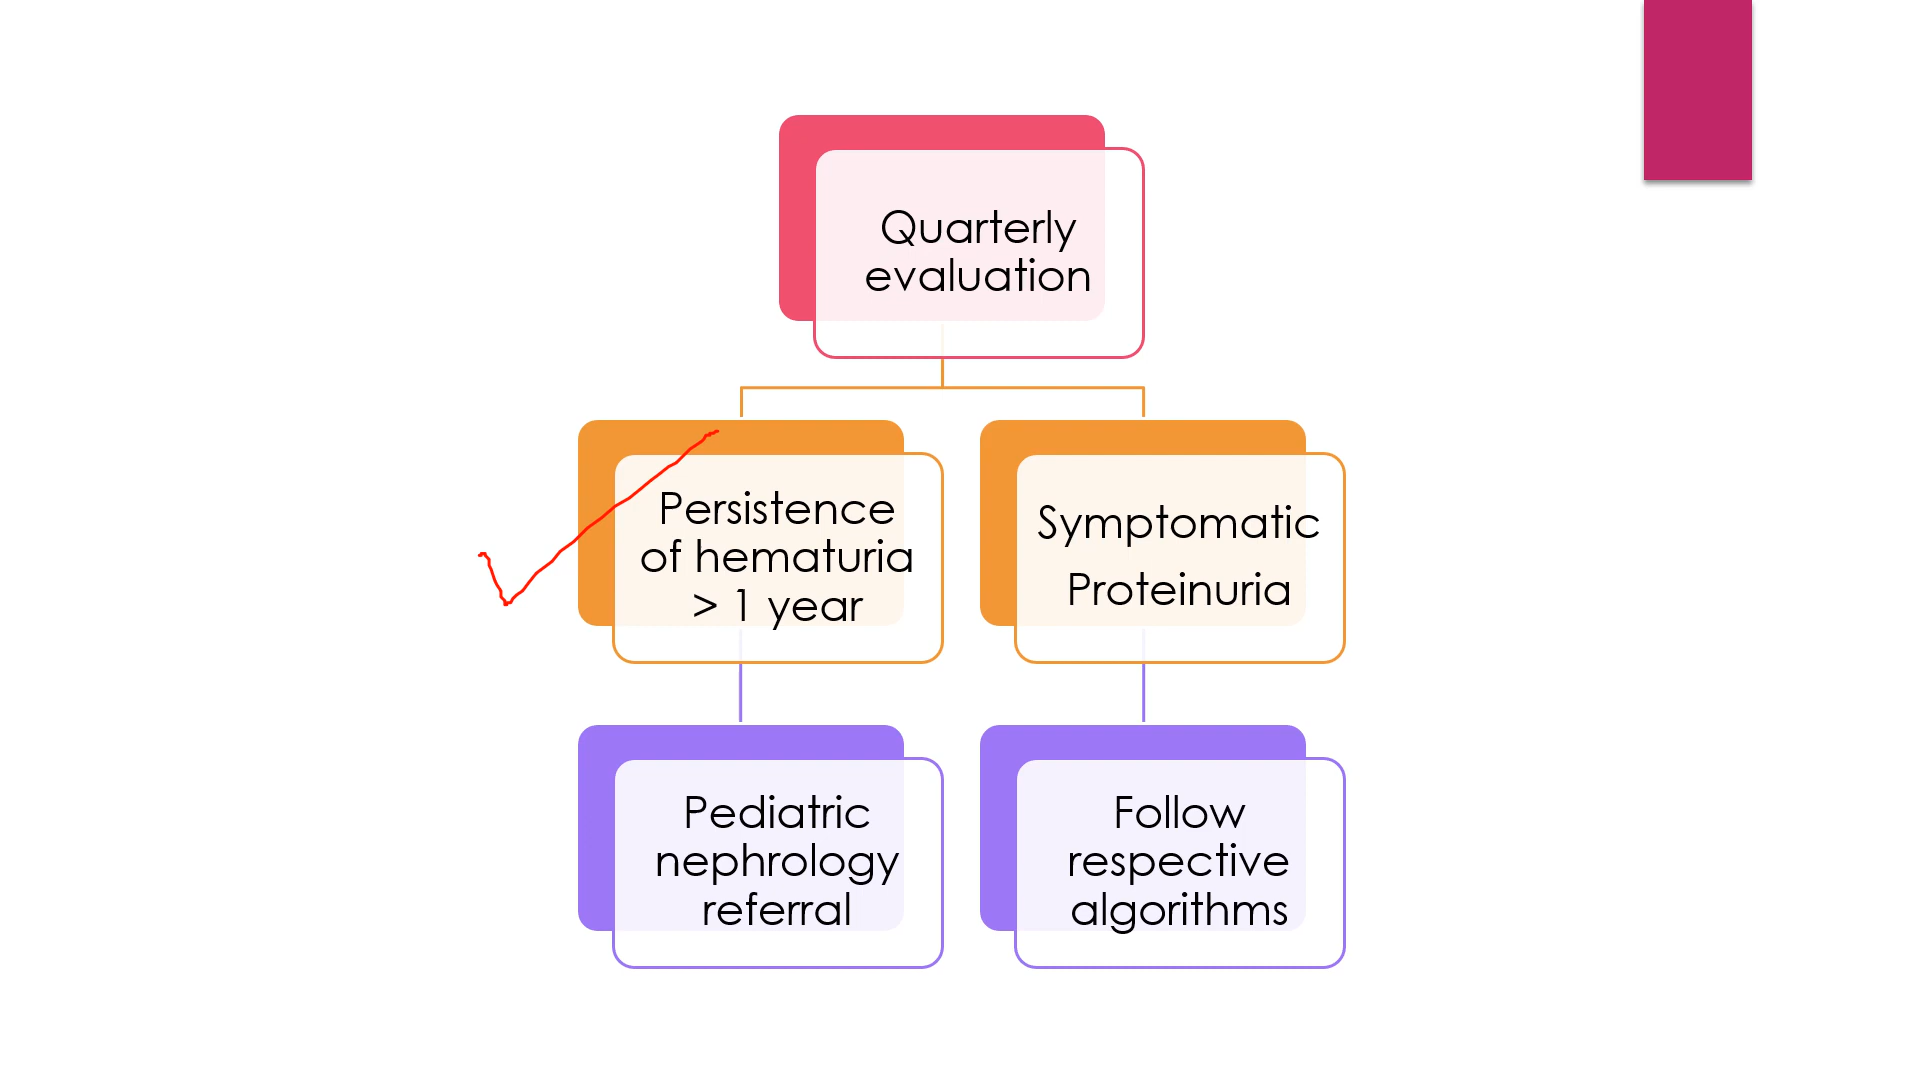 Quarterly
evaluation
Persistence
of hematuria
> 1 year
Symptomatic
Proteinuria
Pediatric
nephrology
referral
Follow
respective
algorithms